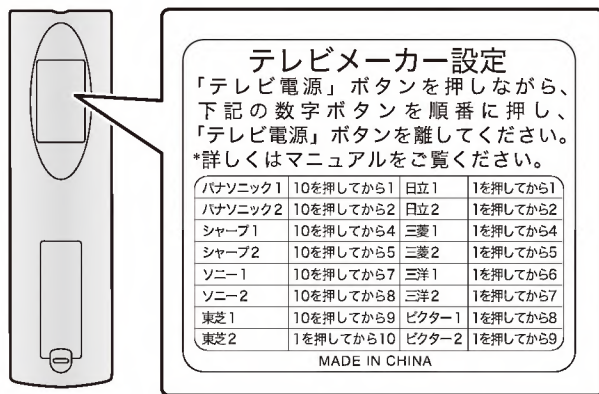 テレビメーカー設定
「テレビ電源」ボタンを押しながら、
下記の数字ボタンを順番に押し、
「テレビ電源」ボタンを離してください。
*詳しくはマニュアルをご覧ください。
パナソニック1 10を押してから1 日立1 1を押してから1
パナソニック2 10を押してから2 日立2 1を押してから2
シャープ1 10を押してから4 三菱1 1を押してから4
シャープ2 10を押してから5 三菱2 1を押してから5
ソニー1 10を押してから7 三洋1 1を押してから6
ソニー2 10を押してから8 三洋2 1を押してから7
東芝1 10を押してから9 ビクター1 1を押してから8
東芝2 1を押してから10 ビクター2 1を押してから9
MADE IN CHINA